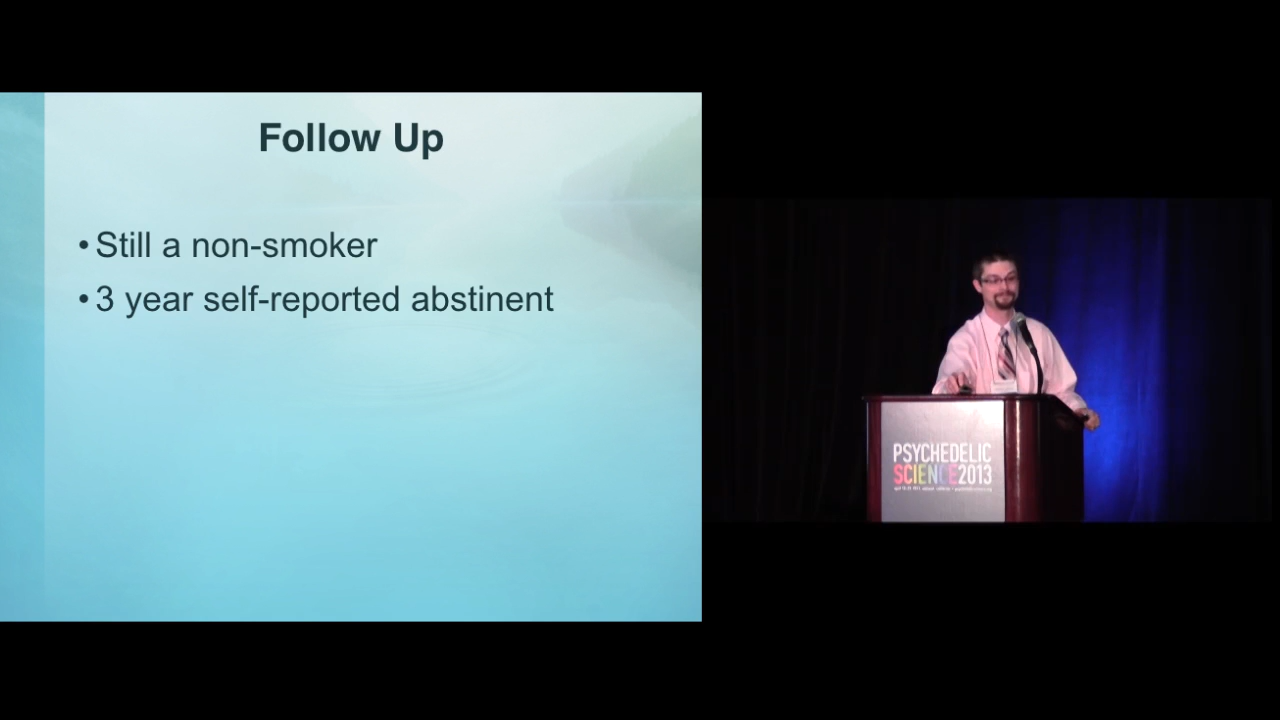 Follow Up
• Still a non-smoker
• 3 year self-reported abstinent
PSYCHEDELIC
SCIENCE2013